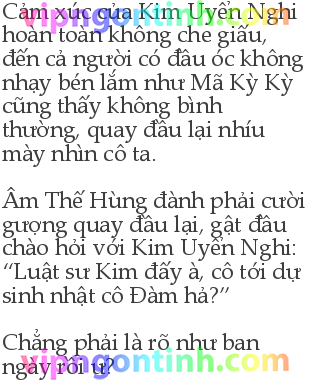 Cảm xúc của Kim Uyển Nghi
hoàn toàn không che giấu,
đến cả người có đầu óc không
nhạy bén lắm như Mã Kỳ Kỳ
cũng thấy không bình
thường, quay đầu lại nhíu
mày nhìn cô ta.
Âm Thế Hùng đành phải cười
gượng quay đầu lại, gật đầu
chào hỏi với Kim Uyển Nghi:
“Luật sư Kim đấy à, cô tới dự
sinh nhật cô Đàm hả?”
Chẳng phải là rõ như ban
ngày rồi ư?
vipngontinh.com
vipngontinh.com